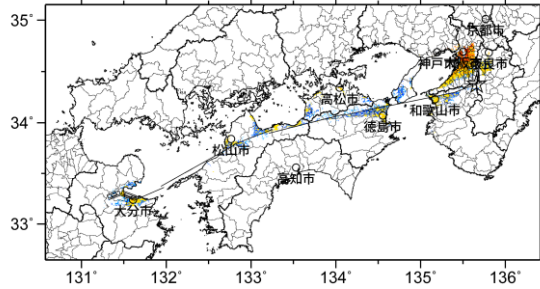 35°
34°
33°
京都市
神戸市
奈良市
高松市
和歌山市
徳島市
松山市
高知市
大分市
131°
132°
133°
134°
135°
136°